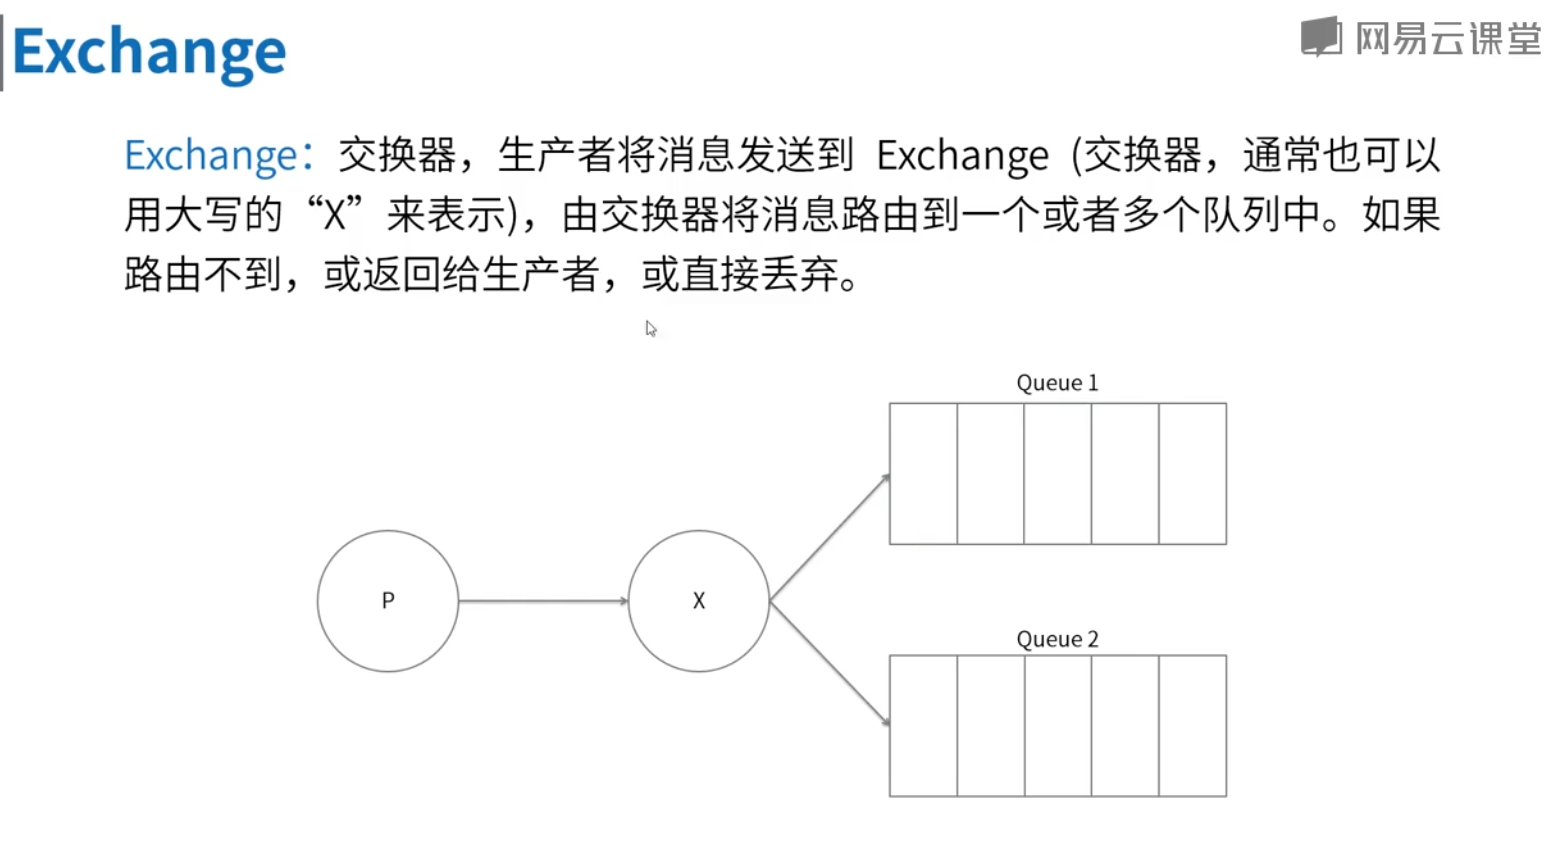 Exchange
网易云课堂
Exchange：交换器，生产者将消息发送到 Exchange (交换器，通常也可以
用大写的“X”来表示)，由交换器将消息路由到一个或者多个队列中。如果
路由不到，或返回给生产者，或直接丢弃。
Queue 1
P
X
Queue 2